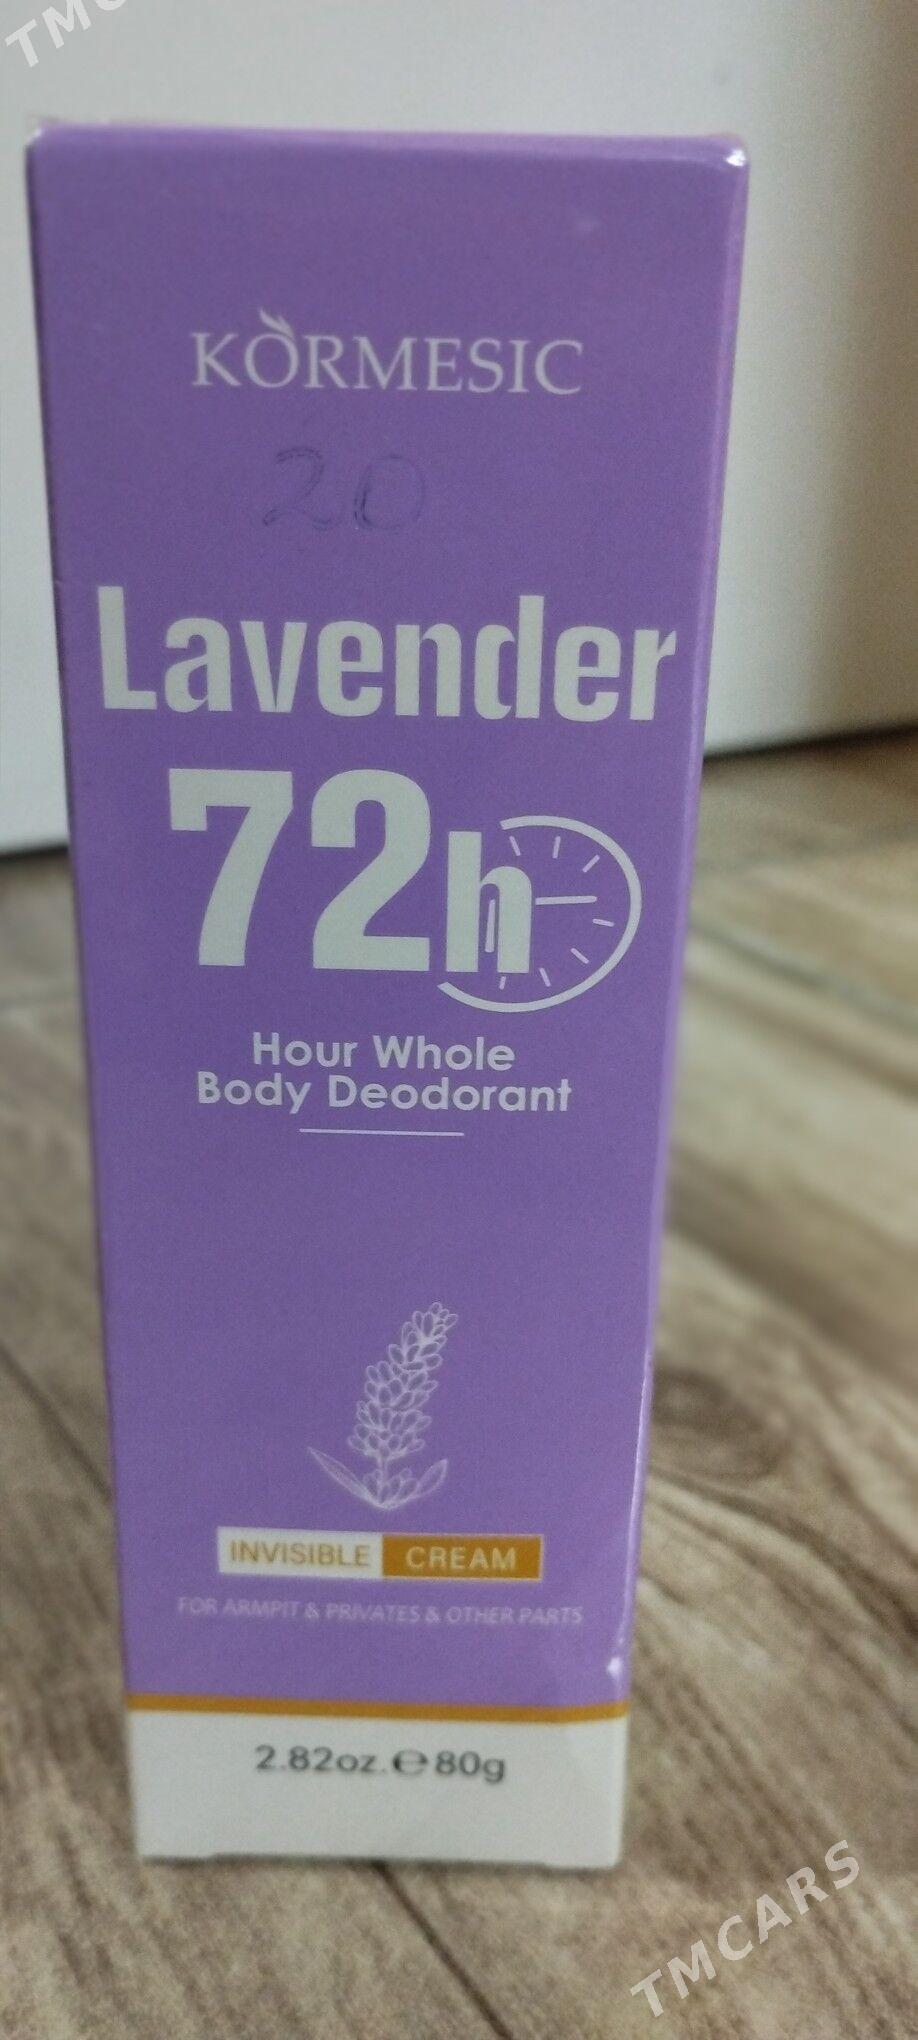 TMC
KORMESIC
20
Lavender
72h
Hour Whole
Body Deodorant
INVISIBLE CREAM
FOR ARMPIT & PRIVATES & OTHER PARTS
2.82oz.℮80g
TMCARS